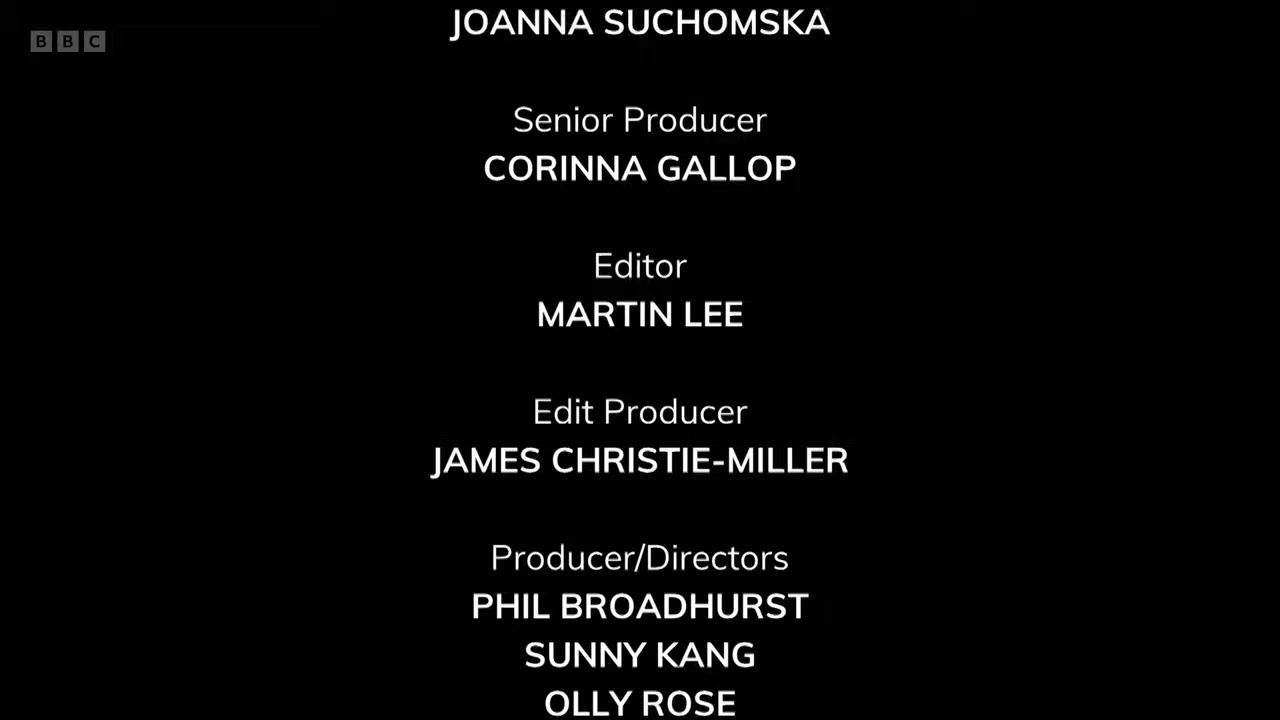 BBC
JOANNA SUCHOMSKA
Senior Producer
CORINNA GALLOP
Editor
MARTIN LEE
Edit Producer
JAMES CHRISTIE-MILLER
Producer/Directors
PHIL BROADHURST
SUNNY KANG
OLLY ROSE